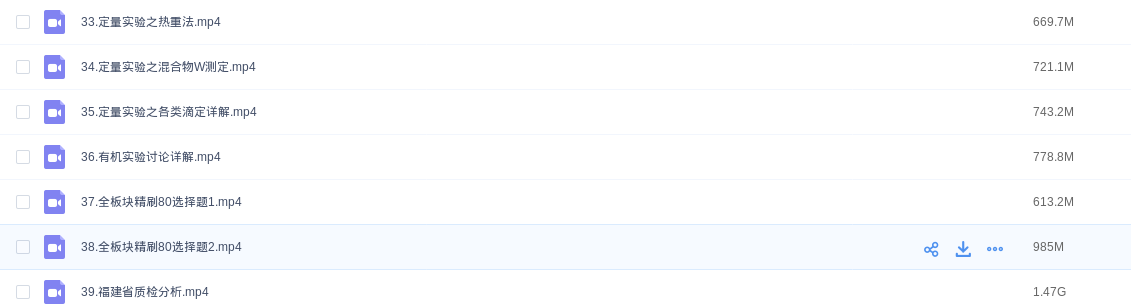 33.定量实验之热重法.mp4 669.7M
34.定量实验之混合物W测定.mp4 721.1M
35.定量实验之各类滴定详解.mp4 743.2M
36.有机实验讨论详解.mp4 778.8M
37.全板块精刷80选择题1.mp4 613.2M
38.全板块精刷80选择题2.mp4 985M
39.福建省质检分析.mp4 1.47G